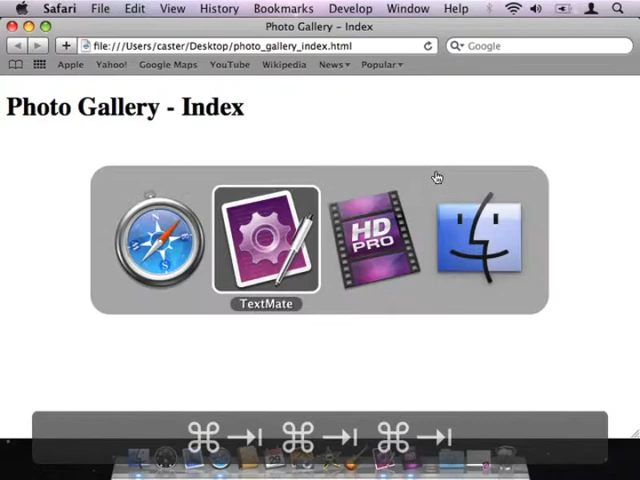 Safari File Edit View History Bookmarks Develop Window Help
Photo Gallery - Index
file:///Users/caster/Desktop/photo_gallery_index.html Google
Apple Yahoo! Google Maps YouTube Wikipedia News Popular
Photo Gallery - Index
HD
PRO
TextMate
⌘⇥ ⌘⇥ ⌘⇥